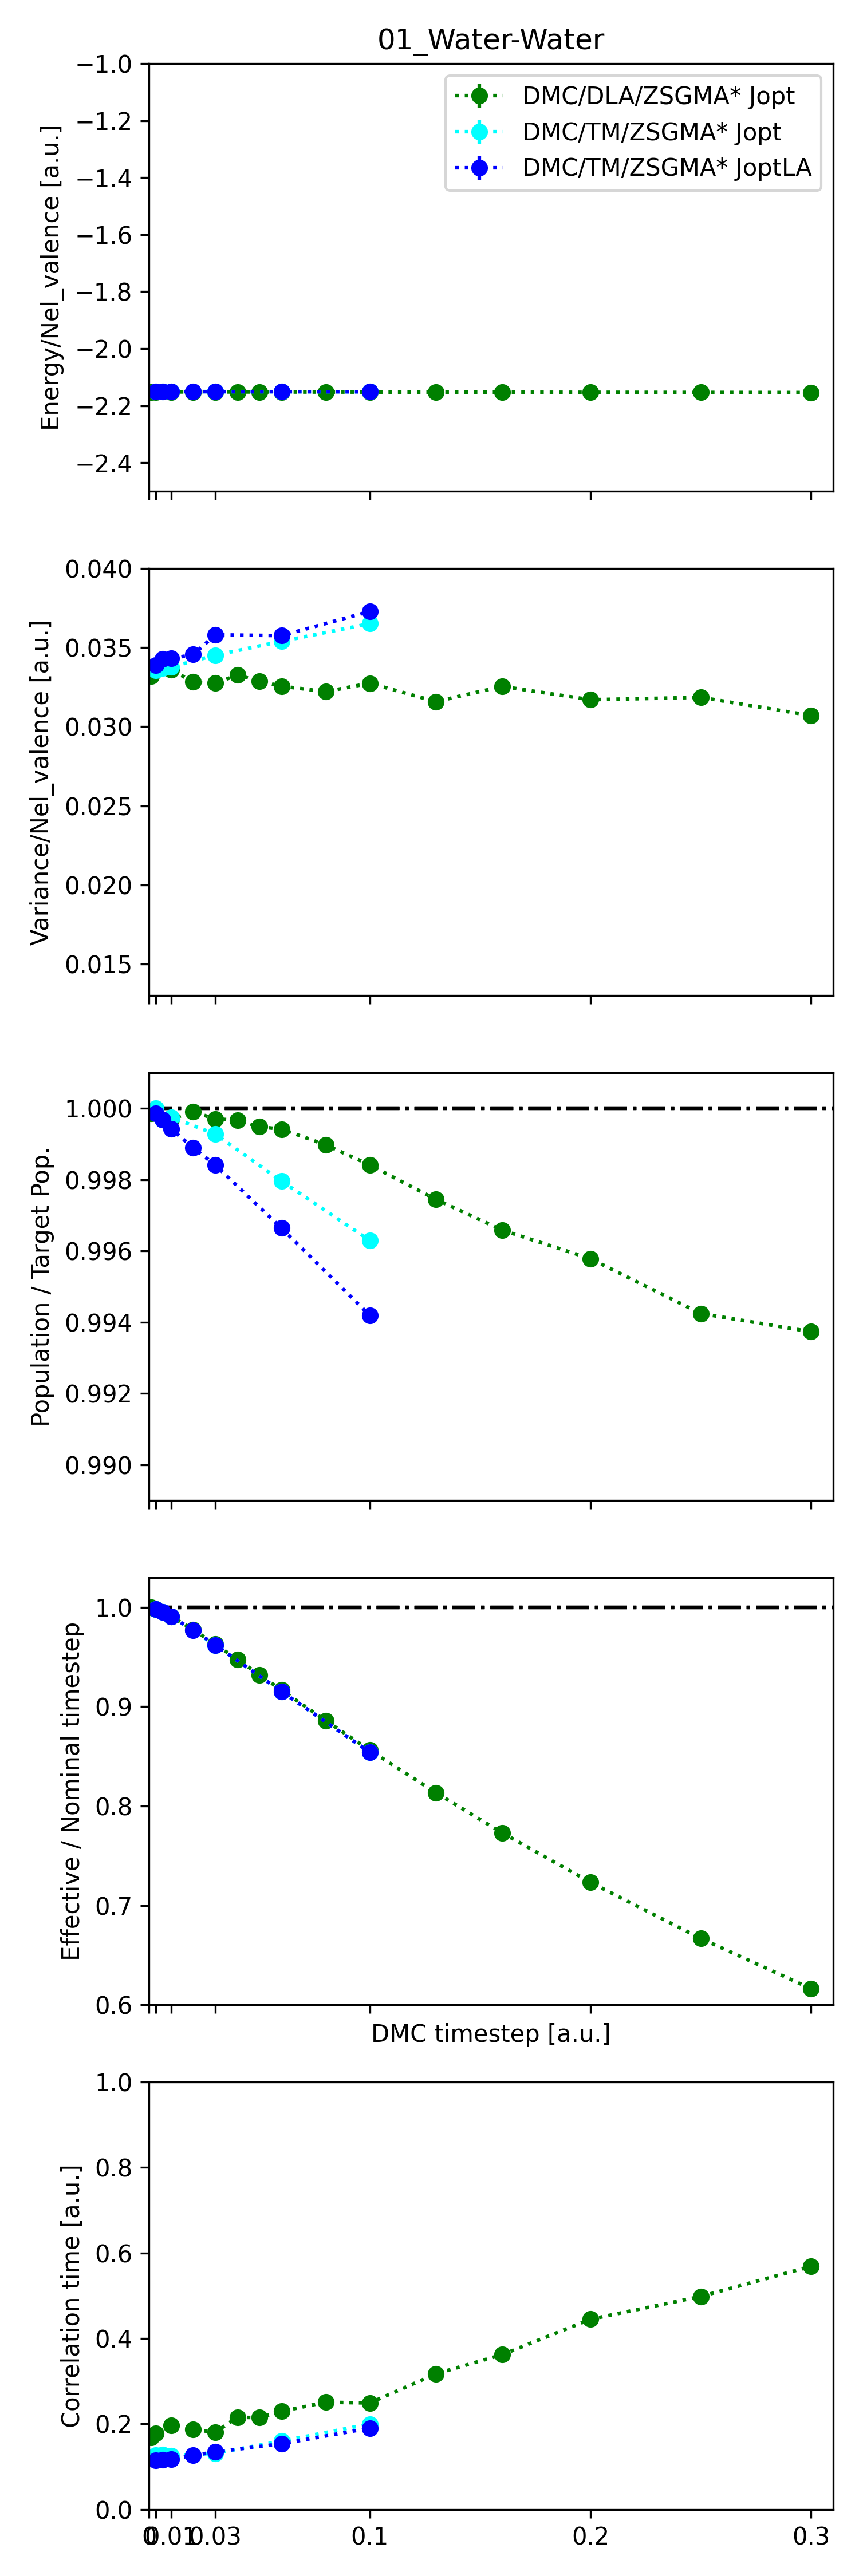 01_Water-Water
DMC/DLA/ZSGMA* Jopt
DMC/TM/ZSGMA* Jopt
DMC/TM/ZSGMA* JoptLA
Energy/Nel_valence [a.u.]
−1.0
−1.2
−1.4
−1.6
−1.8
−2.0
−2.2
−2.4
Variance/Nel_valence [a.u.]
0.040
0.035
0.030
0.025
0.020
0.015
Population / Target Pop.
1.000
0.998
0.996
0.994
0.992
0.990
Effective / Nominal timestep
1.0
0.9
0.8
0.7
0.6
DMC timestep [a.u.]
Correlation time [a.u.]
1.0
0.8
0.6
0.4
0.2
0.0
0.01 0.03 0.1 0.2 0.3